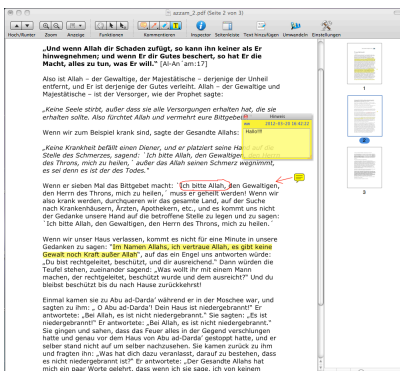 azzam_2.pdf (Seite 2 von 3)
Hoch/Runter Zoom Anzeige Funktionen Kommentieren Inspector Seitenleiste Text hinzufügen Umwandeln Einstellungen
„Und wenn Allah dir Schaden zufügt, so kann ihn keiner als Er
hinwegnehmen; und wenn Er dir Gutes beschert, so hat Er die
Macht, alles zu tun, was Er will.“ [Al-An´am:17]
Also ist Allah – der Gewaltige, der Majestätische – derjenige der Unheil
entfernt, und Er ist derjenige der Gutes verleiht. Allah – der Gewaltige und
Majestätische – ist der Versorger, wie der Prophet sagte:
„Keine Seele stirbt, außer dass sie alle Versorgungen erhalten hat, die sie
erhalten sollte. Also fürchtet Allah und vermehrt eure Bittgebete
Hinweis
2012-03-20 18:42:22
Hallo!!!!
Wenn wir zum Beispiel krank sind, sagte der Gesandte Allahs:
„Keine Krankheit befällt einen Diener, und er platziert seine Hand auf die
Stelle des Schmerzes, sagend: ´Ich bitte Allah, den Gewaltigen, den Herrn
des Throns, mich zu heilen,´ außer das Allah seinen Schmerz wegnimmt,
es sei denn es ist der des Todes.“
Wenn er sieben Mal das Bittgebet macht: ´Ich bitte Allah, den Gewaltigen,
den Herrn des Throns, mich zu heilen,´ muss er geheilt werden! Wenn wir
also krank werden, durchqueren wir das gesamte Land, auf der Suche
nach Krankenhäusern, Ärzten, Apothekern, etc., und es kommt uns nicht
der Gedanke unsere Hand auf die betroffene Stelle zu legen und zu sagen:
´Ich bitte Allah, den Gewaltigen, den Herrn des Throns, mich zu heilen.´
Wenn wir unser Haus verlassen, kommt es nicht für eine Minute in unsere
Gedanken zu sagen: "Im Namen Allahs, ich vertraue Allah, es gibt keine
Gewalt noch Kraft außer Allah", auf das ein Engel uns antworten würde:
„Du bist rechtgeleitet, beschützt, und dir ausreichend.“ Dann würden die
Teufel stehen, zueinander sagend: „Was wollt ihr mit einem Mann
machen, der rechtgeleitet, beschützt wurde und dem ausreicht?“ Und du
bleibst beschützt bis du nach Hause zurückkehrst!
Einmal kamen sie zu Abu ad-Darda´ während er in der Moschee war, und
sagten zu ihm: „ O Abu ad-Darda´! Dein Haus ist niedergebrannt!“ Er
antwortete: „Bei Allah, es ist nicht niedergebrannt.“ Sie sagten: „Es ist
niedergebrannt!“ Er antwortete: „Bei Allah, es ist nicht niedergebrannt.“
Sie gingen und sahen, dass das Feuer alles in der Gegend verschlungen
hatte und genau vor dem Haus von Abu ad-Darda´ gestoppt hatte, und er
selber stand nicht auf um selber nachzusehen. Sie kamen zurück zu ihm
und fragten ihn: „Was hat dich dazu veranlasst, darauf zu bestehen, dass
es nicht niedergebrannt ist?“ Er antwortete: „Der Gesandte Allahs hat
mich ein paar Worte gelehrt, dass wenn ich sie sage, ich von keinem
1
2
3